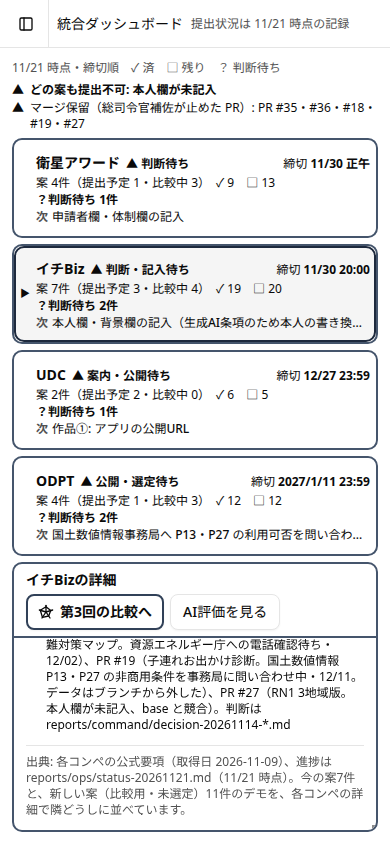 統合ダッシュボード 提出状況は 11/21 時点の記録
11/21 時点・締切順 ✓ 済 □ 残り ? 判断待ち
▲ どの案も提出不可: 本人欄が未記入
▲ マージ保留（総司令官補佐が止めた PR）: PR #35・#36・#18・
#19・#27
衛星アワード ▲ 判断待ち 締切 11/30 正午
案 4件（提出予定 1・比較中 3） ✓ 9 □ 13
? 判断待ち 1件
次 申請者欄・体制欄の記入
▶ イチBiz ▲ 判断・記入待ち 締切 11/30 20:00
案 7件（提出予定 3・比較中 4） ✓ 19 □ 20
? 判断待ち 2件
次 本人欄・背景欄の記入（生成AI条項のため本人の書き換…
UDC ▲ 案内・公開待ち 締切 12/27 23:59
案 2件（提出予定 2・比較中 0） ✓ 6 □ 5
? 判断待ち 1件
次 作品①: アプリの公開URL
ODPT ▲ 公開・選定待ち 締切 2027/1/11 23:59
案 4件（提出予定 1・比較中 3） ✓ 12 □ 12
? 判断待ち 2件
次 国土数値情報事務局へ P13・P27 の利用可否を問い合わ…
イチBizの詳細
第3回の比較へ AI評価を見る
難対策マップ。資源エネルギー庁への電話確認待ち・
12/02）、PR #19（子連れお出かけ診断。国土数値情報
P13・P27 の非商用条件を事務局に問い合わせ中・12/11。
データはブランチから外した）、PR #27（RN1 3地域版。
本人欄が未記入、base と競合）。判断は
reports/command/decision-20261114-*.md
出典: 各コンペの公式要項（取得日 2026-11-09）、進捗は
reports/ops/status-20261121.md（11/21 時点）。今の案7件
と、新しい案（比較用・未選定）11件のデモを、各コンペの詳
細で隣どうしに並べています。